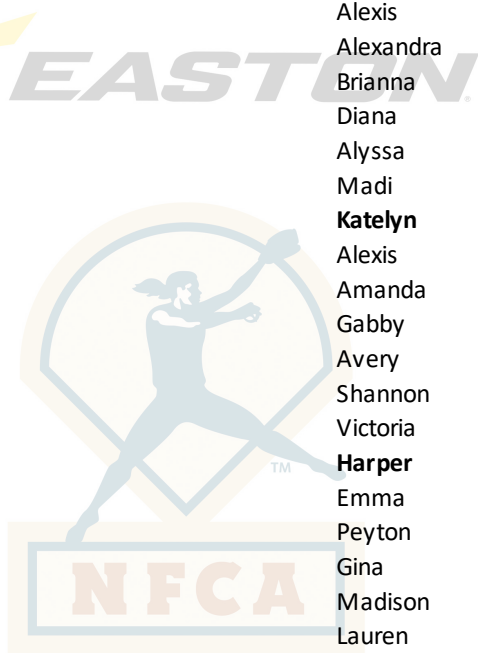 Alexis
Alexandra
EASTON
Brianna
Diana
Alyssa
Madi
Katelyn
Alexis
Amanda
Gabby
Avery
Shannon
Victoria
TM
Harper
Emma
Peyton
Gina
NFCA
Madison
Lauren